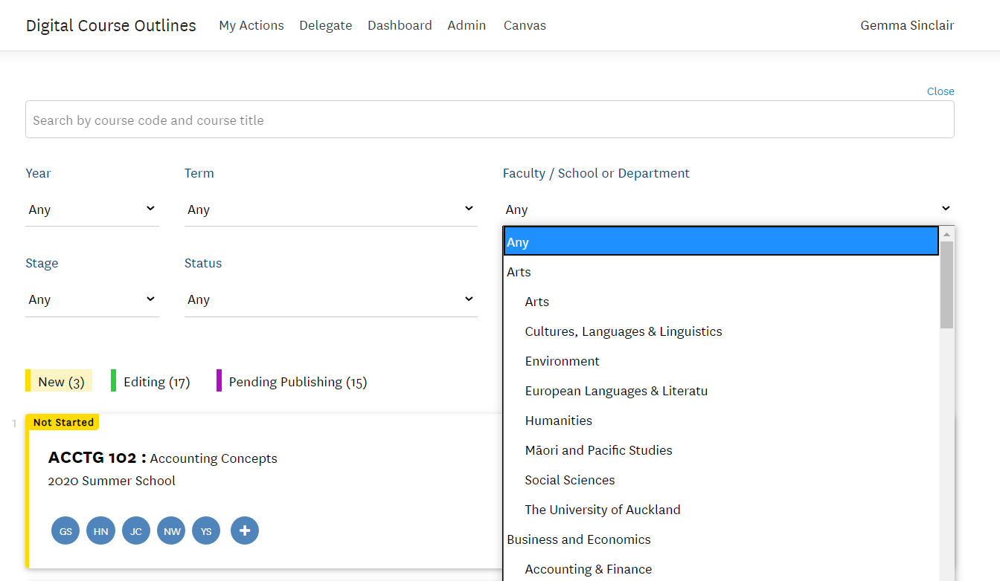 Digital Course Outlines My Actions Delegate Dashboard Admin Canvas Gemma Sinclair
Close
Search by course code and course title
Year Term Faculty / School or Department
Any Any Any
Any
Arts
Stage Status
Any Any
Arts
Cultures, Languages & Linguistics
Environment
New (3) Editing (17) Pending Publishing (15)
European Languages & Literatu
Humanities
1 Not Started
Māori and Pacific Studies
ACCTG 102 : Accounting Concepts
2020 Summer School
Social Sciences
The University of Auckland
GS HN JC NW YS +
Business and Economics
Accounting & Finance